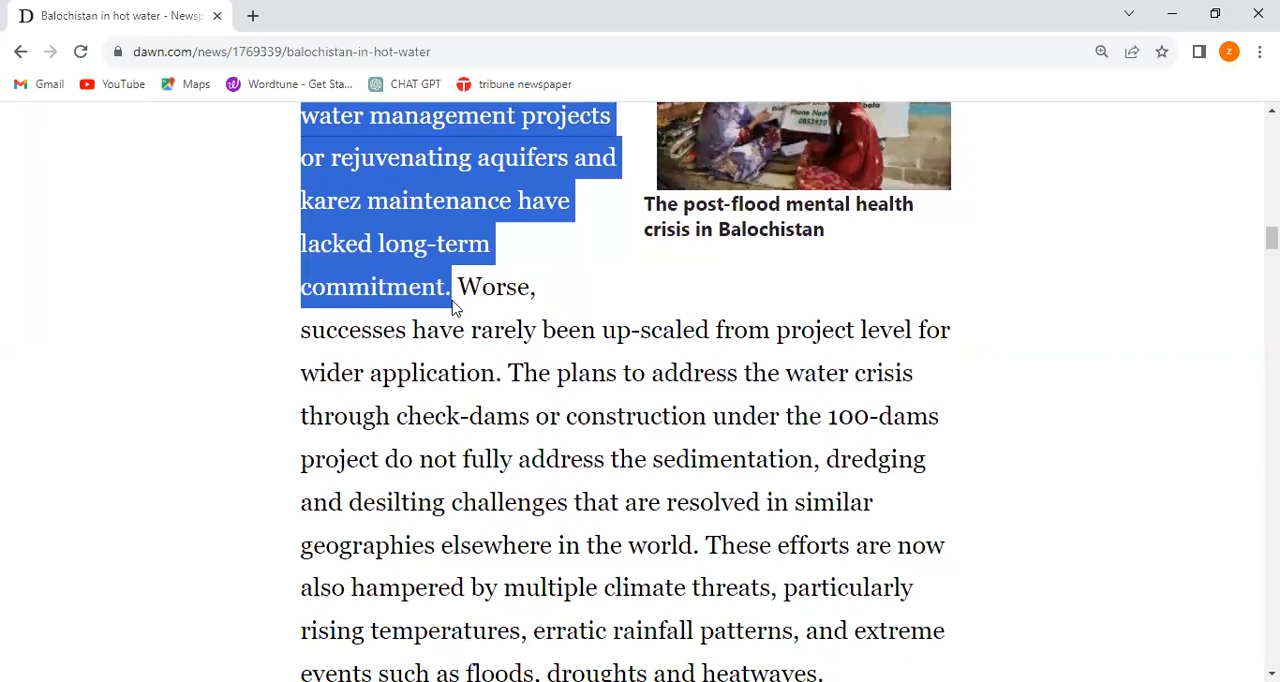 D Balochistan in hot water - Newsp
dawn.com/news/1769339/balochistan-in-hot-water
z
Gmail YouTube Maps Wordtune - Get Sta... CHAT GPT tribune newspaper
water management projects
or rejuvenating aquifers and
karez maintenance have
lacked long-term
commitment. Worse,
Phone No
0853920
The post-flood mental health
crisis in Balochistan
successes have rarely been up-scaled from project level for
wider application. The plans to address the water crisis
through check-dams or construction under the 100-dams
project do not fully address the sedimentation, dredging
and desilting challenges that are resolved in similar
geographies elsewhere in the world. These efforts are now
also hampered by multiple climate threats, particularly
rising temperatures, erratic rainfall patterns, and extreme
events such as floods, droughts and heatwaves.